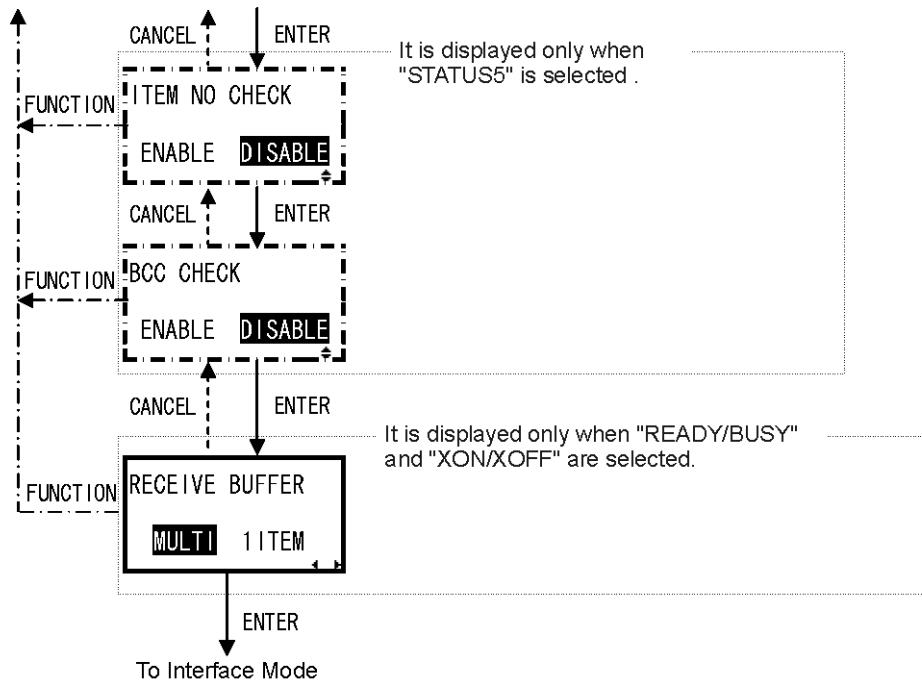 CANCEL ENTER
It is displayed only when
"STATUS5" is selected .
FUNCTION
ITEM NO CHECK
ENABLE DISABLE
CANCEL ENTER
FUNCTION
BCC CHECK
ENABLE DISABLE
CANCEL ENTER
It is displayed only when "READY/BUSY"
and "XON/XOFF" are selected.
FUNCTION
RECEIVE BUFFER
MULTI 1ITEM
ENTER
To Interface Mode